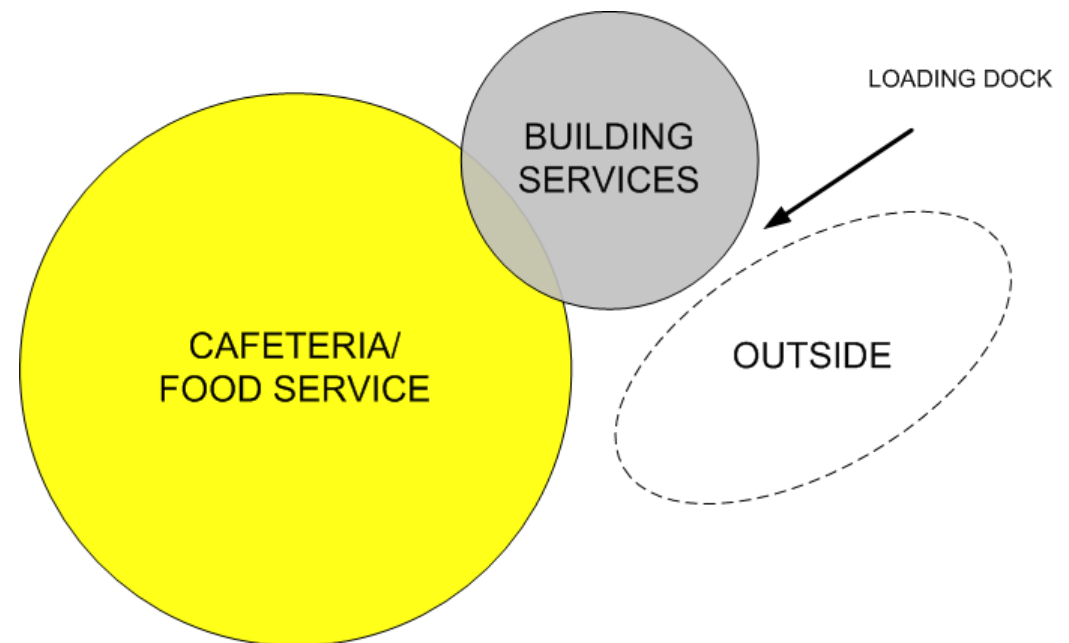 LOADING DOCK
BUILDING
SERVICES
CAFETERIA/
FOOD SERVICE
OUTSIDE